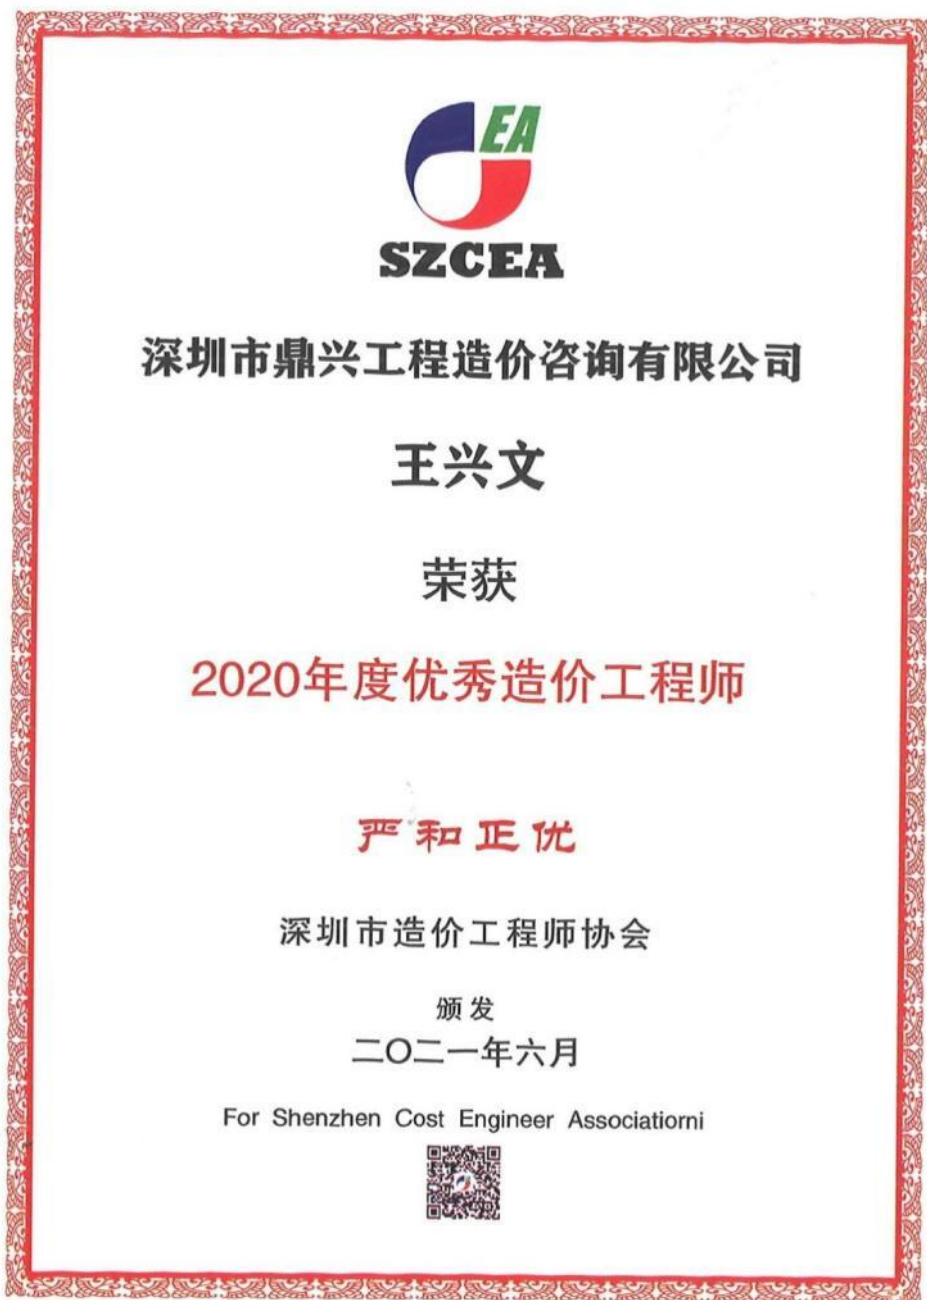 EA
SZCEA
深圳市鼎兴工程造价咨询有限公司
王兴文
荣获
2020年度优秀造价工程师
严和正优
深圳市造价工程师协会
颁发
二〇二一年六月
For Shenzhen Cost Engineer Associatiorni